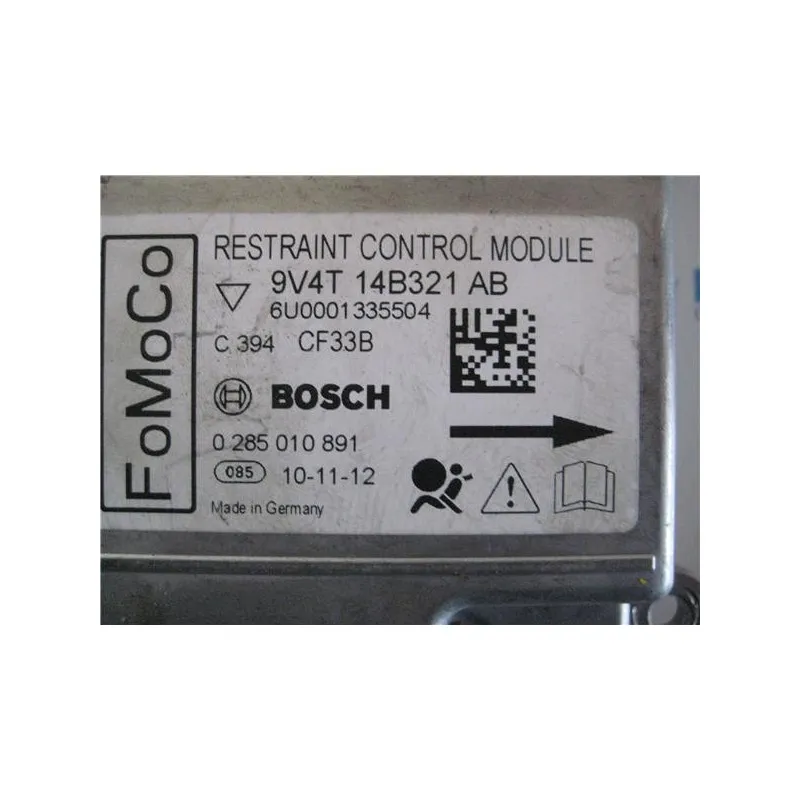 FoMoCo
RESTRAINT CONTROL MODULE
9V4T 14B321 AB
6U0001335504
C 394 CF33B
BOSCH
0 285 010 891
085 10-11-12
Made in Germany